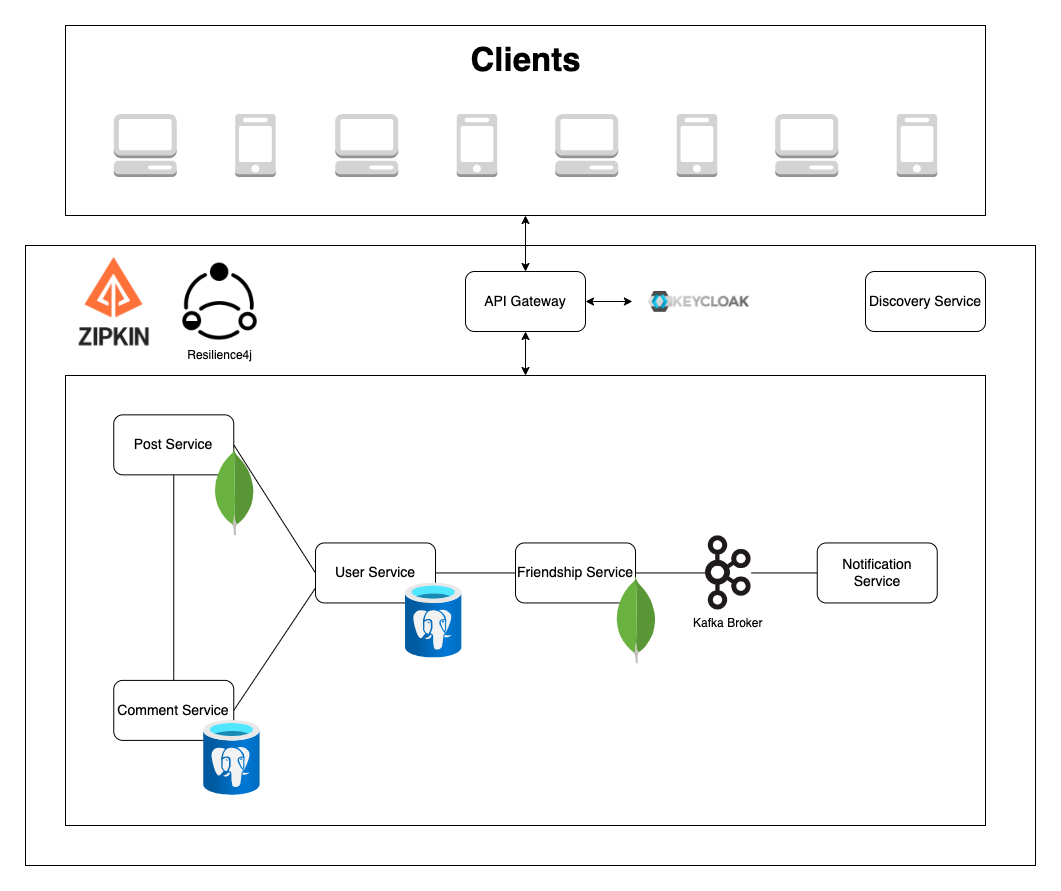 Clients
API Gateway
KEYCLOAK
Discovery Service
ZIPKIN
Resilience4j
Post Service
User Service
Friendship Service
Notification
Service
Kafka Broker
Comment Service